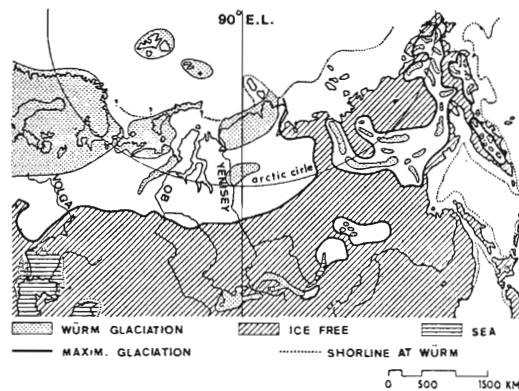 90° E.L.
arctic cirle
VOLGA
OB
YENISEY
WÜRM GLACIATION
ICE FREE
SEA
MAXIM. GLACIATION
SHORLINE AT WÜRM
0 500 1500 KM